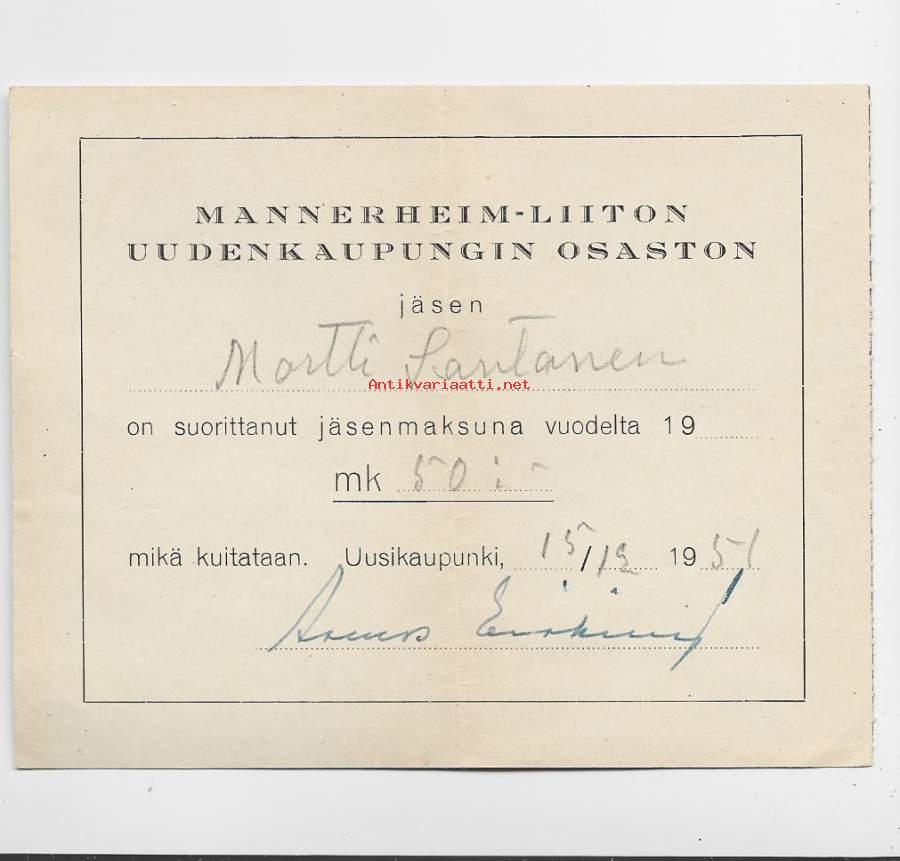 MANNERHEIM-LIITON
UUDENKAUPUNGIN OSASTON
jäsen
Martti Santanen
Antikvariaatti.net
on suorittanut jäsenmaksuna vuodelta 19
mk 50:-
mikä kuitataan. Uusikaupunki, 15/12 1951